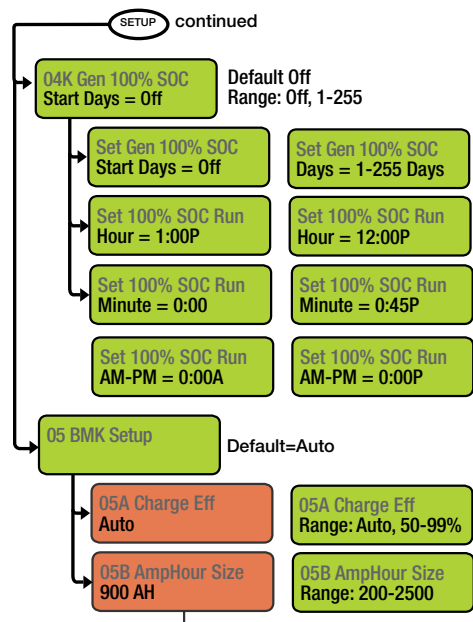 SETUP continued
04K Gen 100% SOC
Start Days = Off
Default Off
Range: Off, 1-255
Set Gen 100% SOC
Start Days = Off
Set Gen 100% SOC
Days = 1-255 Days
Set 100% SOC Run
Hour = 1:00P
Set 100% SOC Run
Hour = 12:00P
Set 100% SOC Run
Minute = 0:00
Set 100% SOC Run
Minute = 0:45P
Set 100% SOC Run
AM-PM = 0:00A
Set 100% SOC Run
AM-PM = 0:00P
05 BMK Setup
Default=Auto
05A Charge Eff
Auto
05A Charge Eff
Range: Auto, 50-99%
05B AmpHour Size
900 AH
05B AmpHour Size
Range: 200-2500